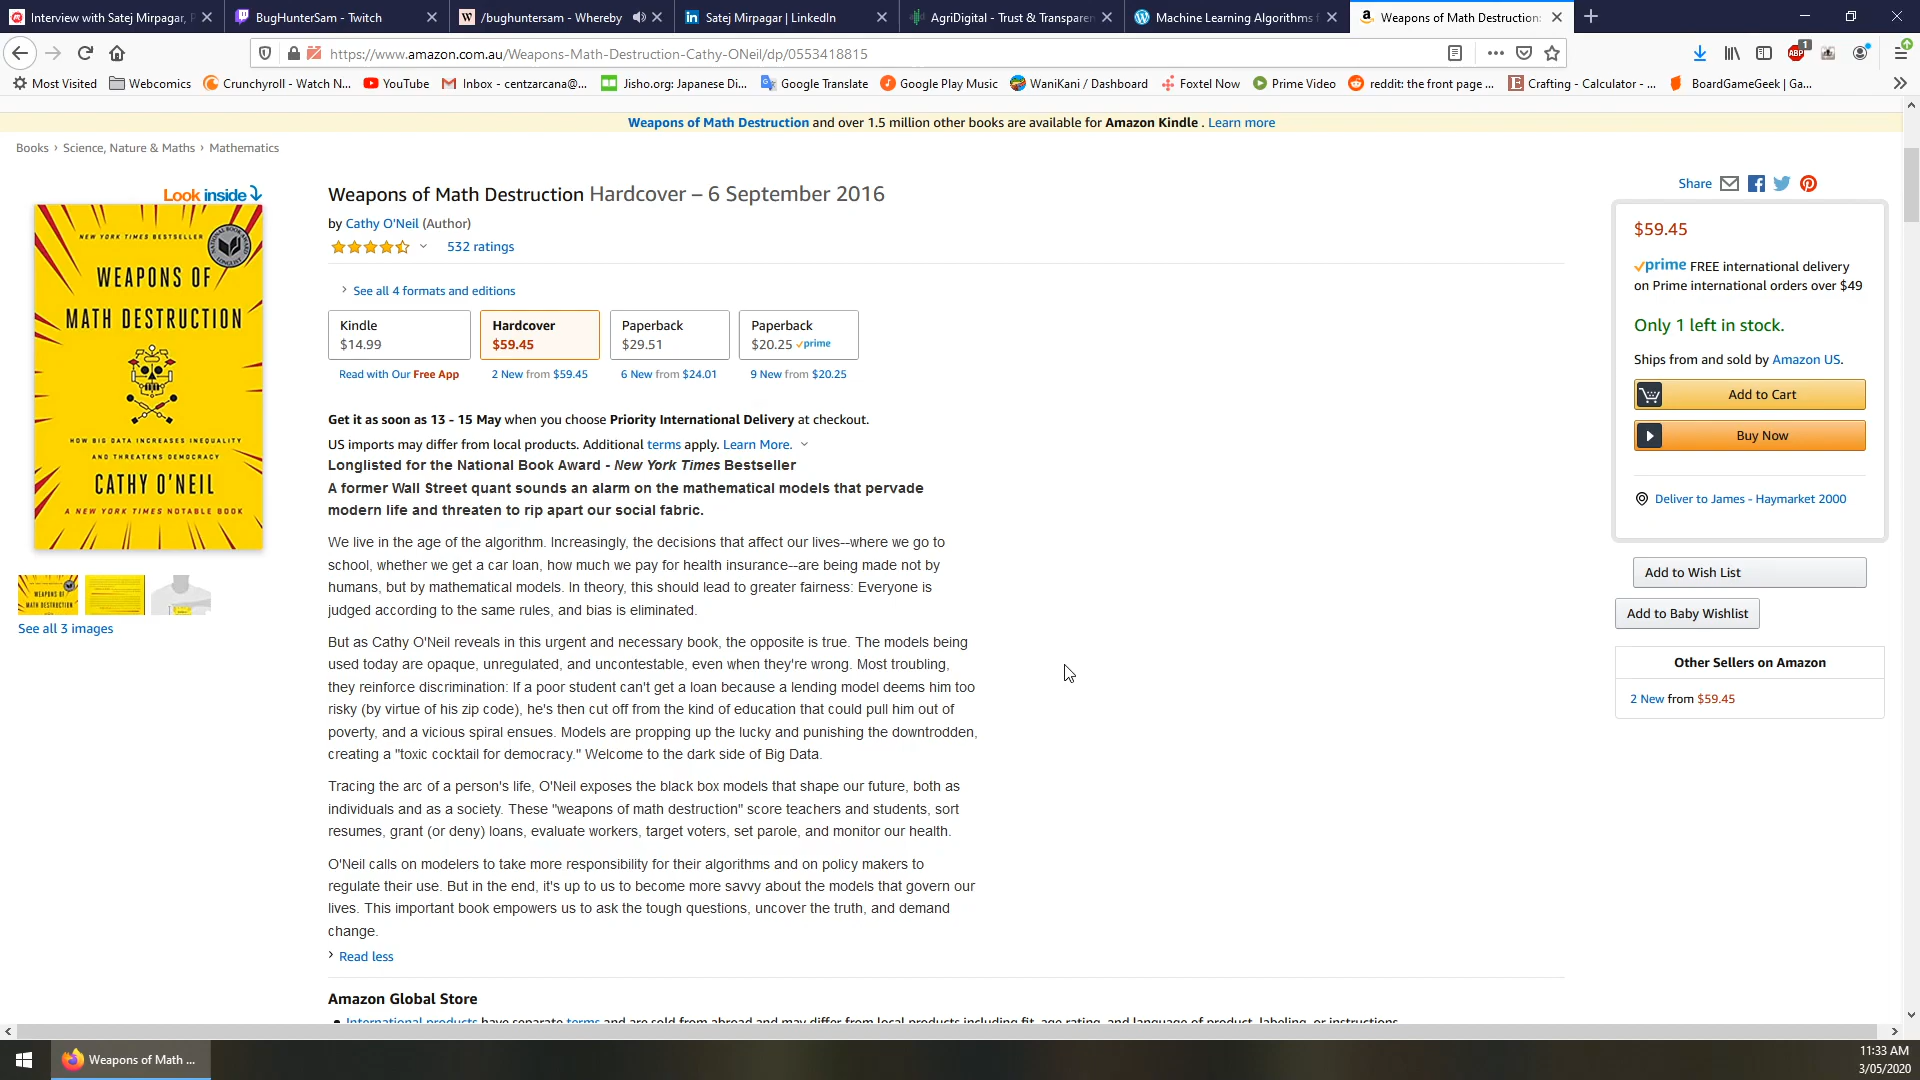 Interview with Satej Mirpagar, P
BugHunterSam - Twitch
/bughuntersam - Whereby
Satej Mirpagar | LinkedIn
AgriDigital - Trust & Transparen
Machine Learning Algorithms f
Weapons of Math Destruction:
https://www.amazon.com.au/Weapons-Math-Destruction-Cathy-ONeil/dp/0553418815
ABP 1
Most Visited
Webcomics
Crunchyroll - Watch N...
YouTube
Inbox - centzarcana@...
Jisho.org: Japanese Di...
Google Translate
Google Play Music
WaniKani / Dashboard
Foxtel Now
Prime Video
reddit: the front page ...
Crafting - Calculator - ...
BoardGameGeek | Ga...
Weapons of Math Destruction and over 1.5 million other books are available for Amazon Kindle . Learn more
Books › Science, Nature & Maths › Mathematics
Look inside
NEW YORK TIMES BESTSELLER
WEAPONS OF
MATH DESTRUCTION
HOW BIG DATA INCREASES INEQUALITY
AND THREATENS DEMOCRACY
CATHY O'NEIL
A NEW YORK TIMES NOTABLE BOOK
See all 3 images
Weapons of Math Destruction Hardcover – 6 September 2016
by Cathy O'Neil (Author)
532 ratings
See all 4 formats and editions
Kindle
$14.99
Read with Our Free App
Hardcover
$59.45
2 New from $59.45
Paperback
$29.51
6 New from $24.01
Paperback
$20.25 prime
9 New from $20.25
Get it as soon as 13 - 15 May when you choose Priority International Delivery at checkout.
US imports may differ from local products. Additional terms apply. Learn More.
Longlisted for the National Book Award - New York Times Bestseller
A former Wall Street quant sounds an alarm on the mathematical models that pervade
modern life and threaten to rip apart our social fabric.
We live in the age of the algorithm. Increasingly, the decisions that affect our lives--where we go to
school, whether we get a car loan, how much we pay for health insurance--are being made not by
humans, but by mathematical models. In theory, this should lead to greater fairness: Everyone is
judged according to the same rules, and bias is eliminated.
But as Cathy O'Neil reveals in this urgent and necessary book, the opposite is true. The models being
used today are opaque, unregulated, and uncontestable, even when they're wrong. Most troubling,
they reinforce discrimination: If a poor student can't get a loan because a lending model deems him too
risky (by virtue of his zip code), he's then cut off from the kind of education that could pull him out of
poverty, and a vicious spiral ensues. Models are propping up the lucky and punishing the downtrodden,
creating a "toxic cocktail for democracy." Welcome to the dark side of Big Data.
Tracing the arc of a person's life, O'Neil exposes the black box models that shape our future, both as
individuals and as a society. These "weapons of math destruction" score teachers and students, sort
resumes, grant (or deny) loans, evaluate workers, target voters, set parole, and monitor our health.
O'Neil calls on modelers to take more responsibility for their algorithms and on policy makers to
regulate their use. But in the end, it's up to us to become more savvy about the models that govern our
lives. This important book empowers us to ask the tough questions, uncover the truth, and demand
change.
Read less
Amazon Global Store
International products have separate terms and are sold from abroad and may differ from local products including fit, age rating, and language of product, labeling, or instructions.
Share
$59.45
prime FREE international delivery
on Prime international orders over $49
Only 1 left in stock.
Ships from and sold by Amazon US.
Add to Cart
Buy Now
Deliver to James - Haymarket 2000
Add to Wish List
Add to Baby Wishlist
Other Sellers on Amazon
2 New from $59.45
Weapons of Math ...
11:33 AM
3/05/2020